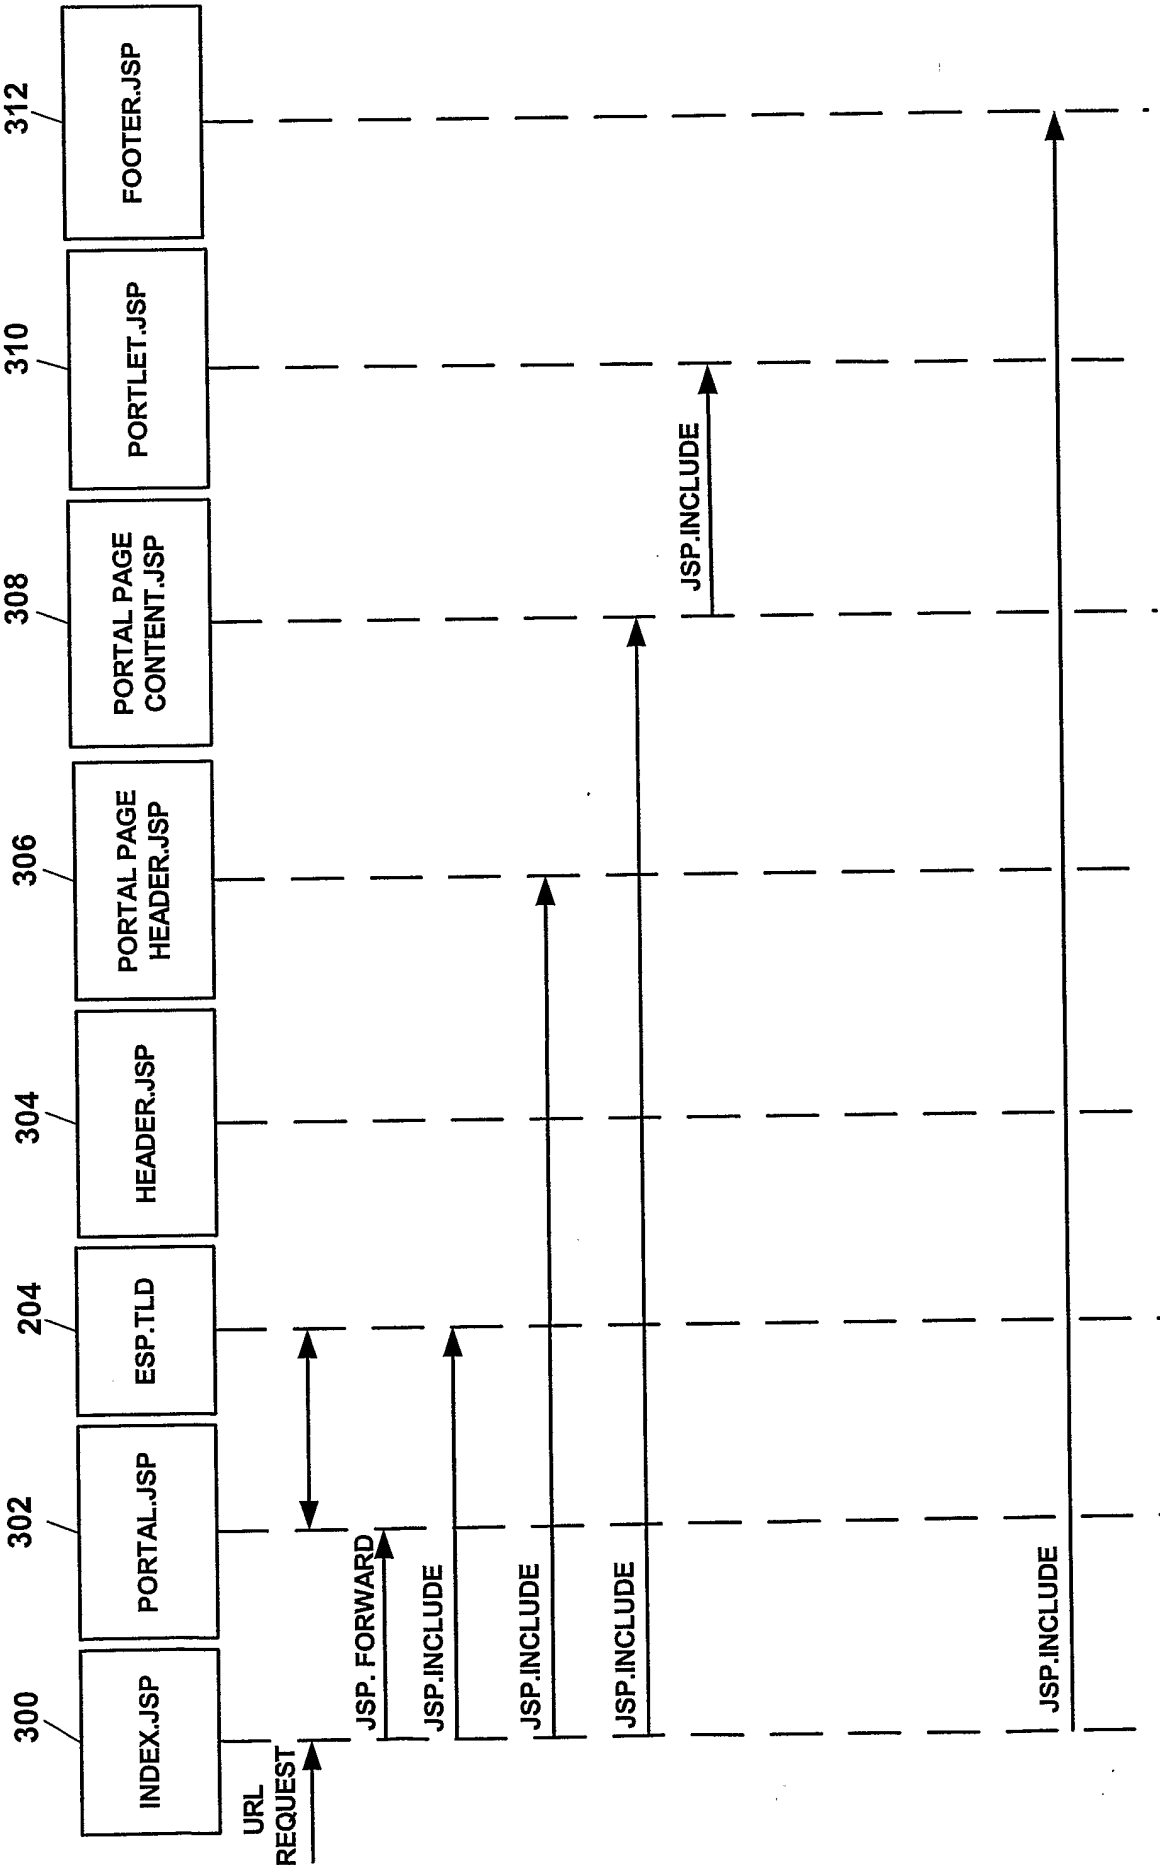 300
302
204
304
306
308
310
312
INDEX.JSP
PORTAL.JSP
ESP.TLD
HEADER.JSP
PORTAL PAGE
HEADER.JSP
PORTAL PAGE
CONTENT.JSP
PORTLET.JSP
FOOTER.JSP
URL
REQUEST
JSP. FORWARD
JSP.INCLUDE
JSP.INCLUDE
JSP.INCLUDE
JSP.INCLUDE
JSP.INCLUDE